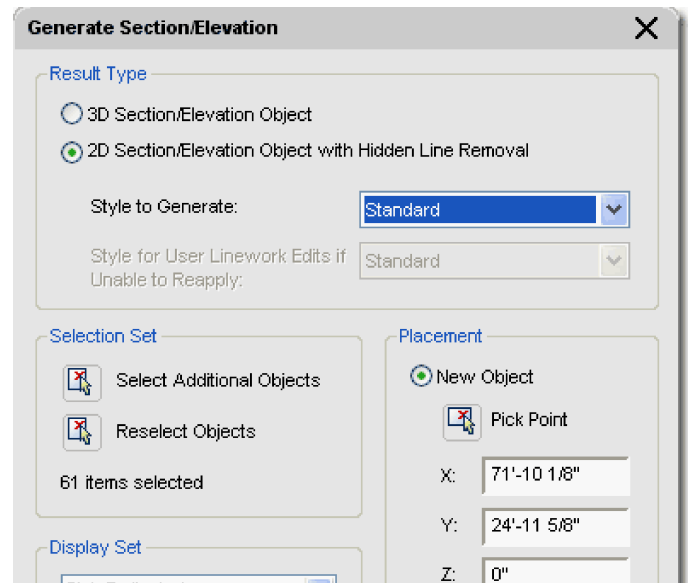 Generate Section/Elevation
Result Type
3D Section/Elevation Object
2D Section/Elevation Object with Hidden Line Removal
Style to Generate:
Standard
Style for User Linework Edits if
Unable to Reapply:
Standard
Selection Set
Select Additional Objects
Reselect Objects
61 items selected
Display Set
Placement
New Object
Pick Point
X:
71'-10 1/8"
Y:
24'-11 5/8"
Z:
0"